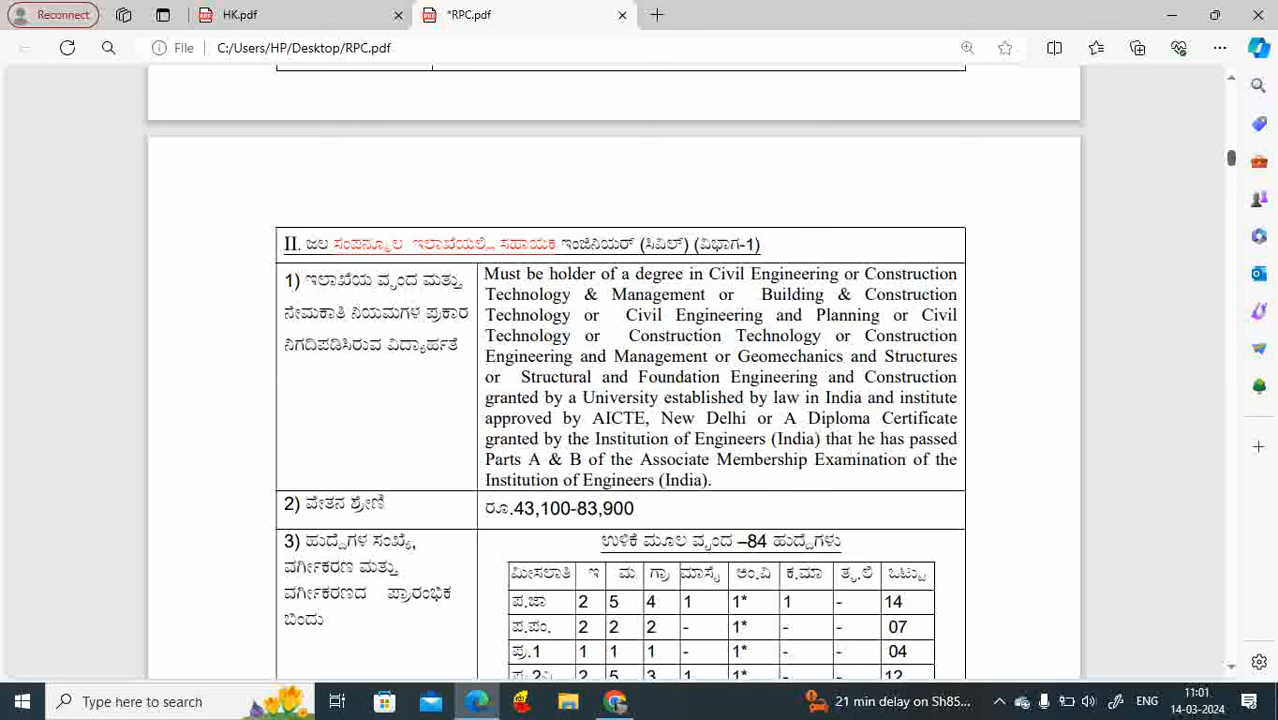 Reconnect
HK.pdf
*RPC.pdf
File C:/Users/HP/Desktop/RPC.pdf
II. ಜಲ ಸಂಪನ್ಮೂಲ ಇಲಾಖೆಯಲ್ಲಿ ಸಹಾಯಕ ಇಂಜಿನಿಯರ್ (ಸಿವಿಲ್) (ವಿಭಾಗ-1)
1) ಇಲಾಖೆಯ ವೃಂದ ಮತ್ತು
ನೇಮಕಾತಿ ನಿಯಮಗಳ ಪ್ರಕಾರ
ನಿಗದಿಪಡಿಸಿರುವ ವಿದ್ಯಾರ್ಹತೆ
Must be holder of a degree in Civil Engineering or Construction
Technology & Management or Building & Construction
Technology or Civil Engineering and Planning or Civil
Technology or Construction Technology or Construction
Engineering and Management or Geomechanics and Structures
or Structural and Foundation Engineering and Construction
granted by a University established by law in India and institute
approved by AICTE, New Delhi or A Diploma Certificate
granted by the Institution of Engineers (India) that he has passed
Parts A & B of the Associate Membership Examination of the
Institution of Engineers (India).
2) ವೇತನ ಶ್ರೇಣಿ
ರೂ.43,100-83,900
3) ಹುದ್ದೆಗಳ ಸಂಖ್ಯೆ,
ವರ್ಗೀಕರಣ ಮತ್ತು
ವರ್ಗೀಕರಣದ ಪ್ರಾರಂಭಿಕ
ಬಿಂದು
ಉಳಿಕೆ ಮೂಲ ವೃಂದ –84 ಹುದ್ದೆಗಳು
ಮೀಸಲಾತಿ ಇ ಮ ಗ್ರಾ ಮಾಸೈ ಅಂ.ವಿ ಕ.ಮಾ ತೃ.ಲಿ ಒಟ್ಟು
ಪ.ಜಾ 2 5 4 1 1* 1 - 14
ಪ.ಪಂ. 2 2 2 - 1* - - 07
ಪ್ರ.1 1 1 1 - 1* - - 04
ಪ್ರ.2ಎ 2 5 3 1 1* - - 12
Type here to search
21 min delay on Sh85...
ENG
11:01
14-03-2024